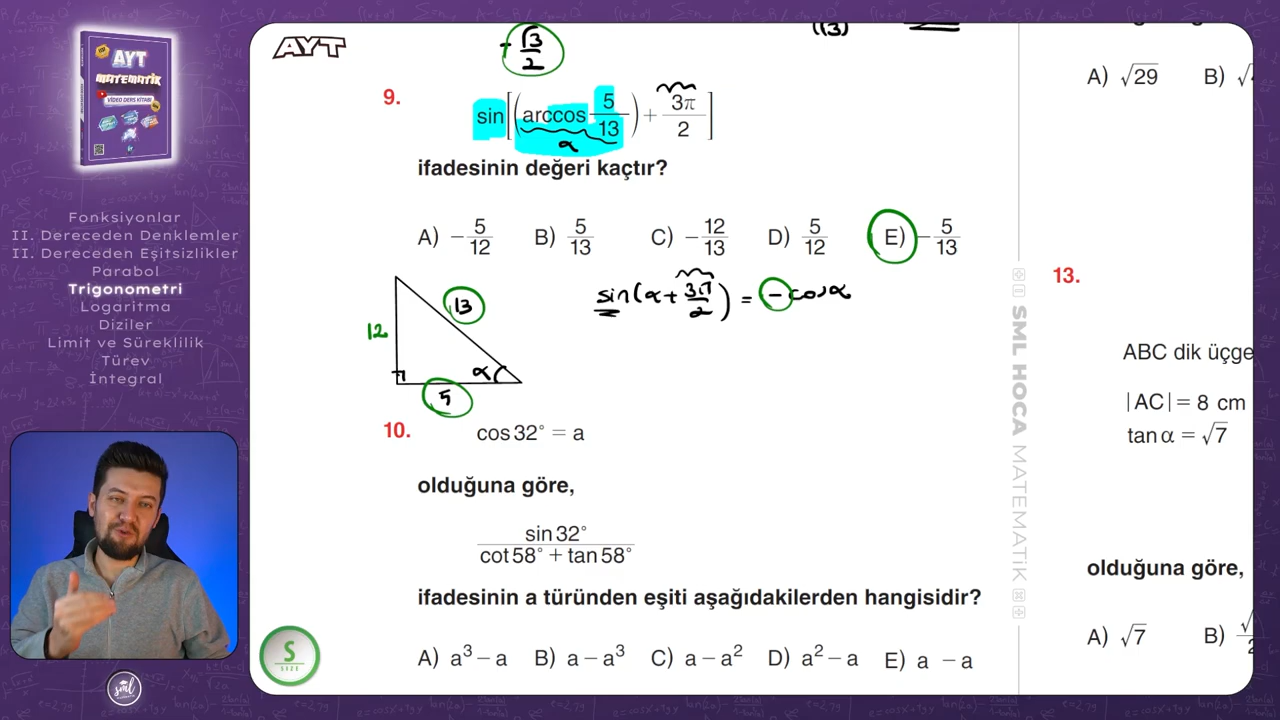 AYT
MATEMATİK
VİDEO DERS KİTABI
Fonksiyonlar
II. Dereceden Denklemler
II. Dereceden Eşitsizlikler
Parabol
Trigonometri
Logaritma
Diziler
Limit ve Süreklilik
Türev
İntegral
sml
AYT
- √3/2
9. sin[(arccos 5/13) + 3π/2]
α
ifadesinin değeri kaçtır?
A) -5/12 B) 5/13 C) -12/13 D) 5/12 E) -5/13
sin(α + 3π/2) = -cosα
13
12
α
5
10. cos 32° = a
olduğuna göre,
sin 32°
cot 58° + tan 58°
ifadesinin a türünden eşiti aşağıdakilerden hangisidir?
A) a³ − a B) a − a³ C) a − a² D) a² − a E) a − a
S
SIZE
SML HOCA MATEMATİK
A) √29 B)
13.
ABC dik üçge
|AC| = 8 cm
tan α = √7
olduğuna göre,
A) √7 B)